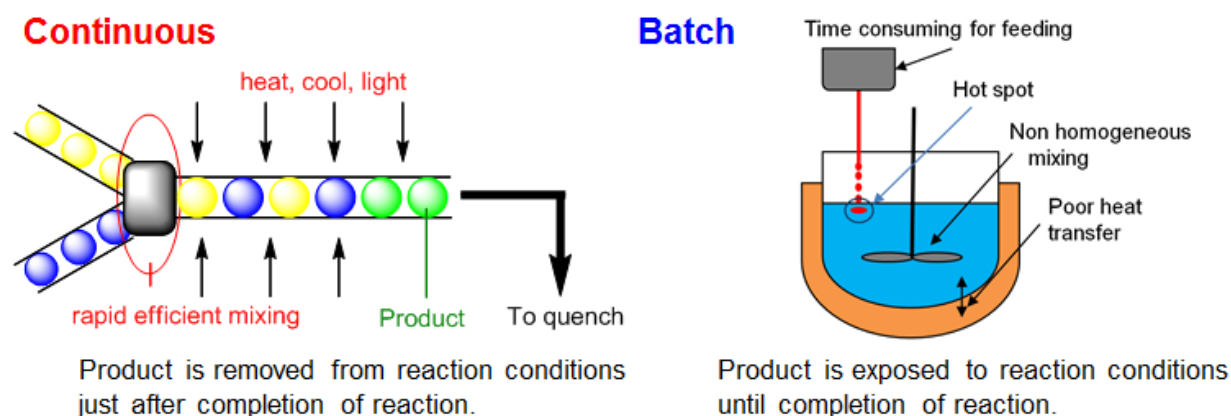 Continuous
heat, cool, light
rapid efficient mixing
Product
To quench
Product is removed from reaction conditions
just after completion of reaction.
Batch
Time consuming for feeding
Hot spot
Non homogeneous
mixing
Poor heat
transfer
Product is exposed to reaction conditions
until completion of reaction.